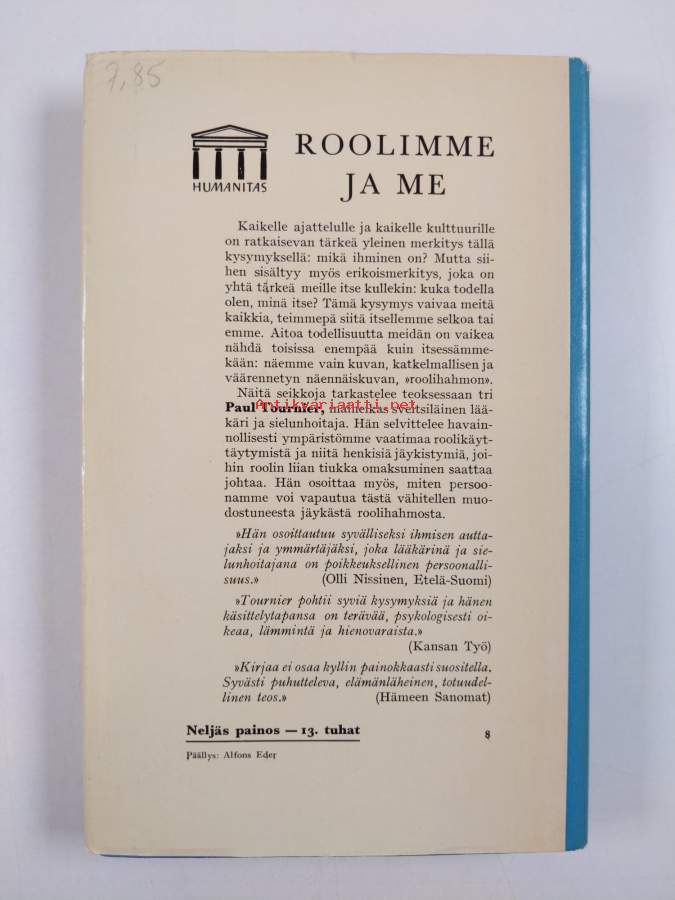 7,85
HUMANITAS
ROOLIMME
JA ME
Kaikelle ajattelulle ja kaikelle kulttuurille
on ratkaisevan tärkeä yleinen merkitys tällä
kysymyksellä: mikä ihminen on? Mutta sii-
hen sisältyy myös erikoismerkitys, joka on
yhtä tärkeä meille itse kullekin: kuka todella
olen, minä itse? Tämä kysymys vaivaa meitä
kaikkia, teimmepä siitä itsellemme selkoa tai
emme. Aitoa todellisuutta meidän on vaikea
nähdä toisissa enempää kuin itsessämme-
kään: näemme vain kuvan, katkelmallisen ja
väärennetyn näennäiskuvan, »roolihahmon».
Näitä seikkoja tarkastelee teoksessaan tri
Antikvariantti.net
Paul Tournier, maineikas sveitsiläinen lää-
käri ja sielunhoitaja. Hän selvittelee havain-
nollisesti ympäristömme vaatimaa roolikäyt-
täytymistä ja niitä henkisiä jäykistymiä, joi-
hin roolin liian tiukka omaksuminen saattaa
johtaa. Hän osoittaa myös, miten persoo-
namme voi vapautua tästä vähitellen muo-
dostuneesta jäykästä roolihahmosta.
»Hän osoittautuu syvälliseksi ihmisen autta-
jaksi ja ymmärtäjäksi, joka lääkärinä ja sie-
lunhoitajana on poikkeuksellinen persoonalli-
suus.» (Olli Nissinen, Etelä-Suomi)
»Tournier pohtii syviä kysymyksiä ja hänen
käsittelytapansa on terävää, psykologisesti oi-
keaa, lämmintä ja hienovaraista.»
(Kansan Työ)
»Kirjaa ei osaa kyllin painokkaasti suositella.
Syvästi puhutteleva, elämänläheinen, totuudel-
linen teos.» (Hämeen Sanomat)
Neljäs painos — 13. tuhat 8
Päällys: Alfons Eder